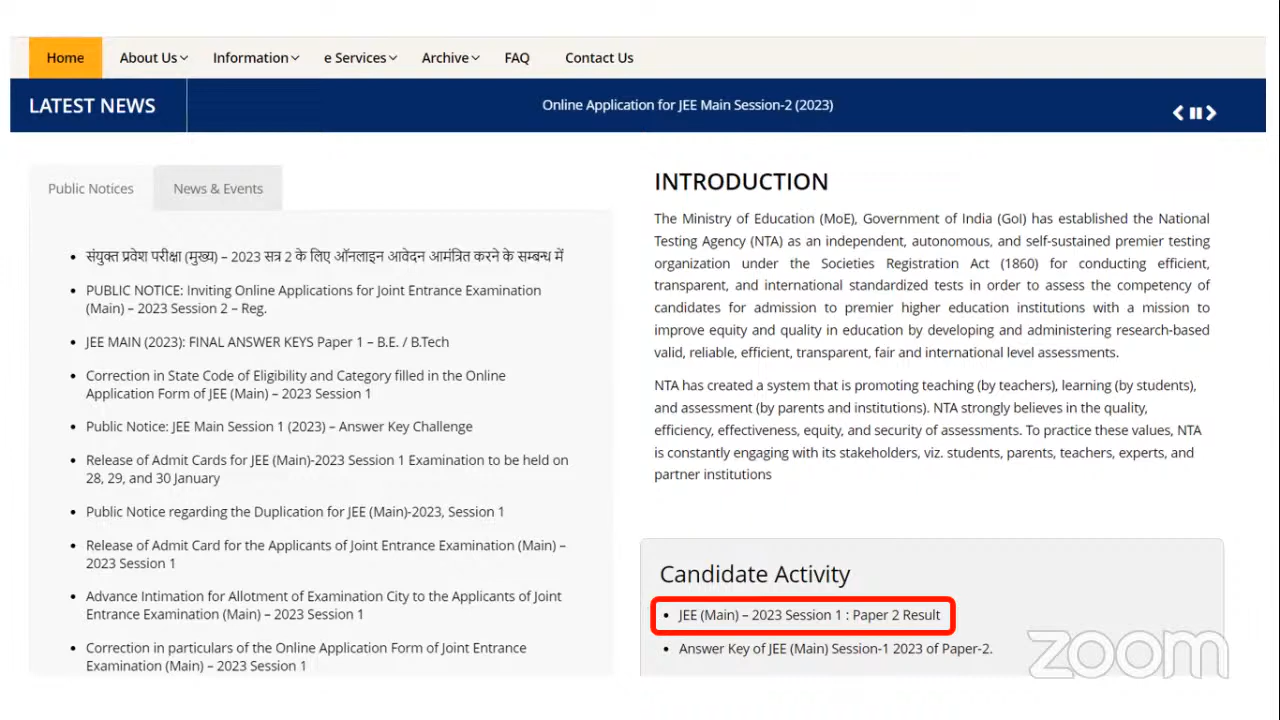 Home
About Us
Information
e Services
Archive
FAQ
Contact Us
LATEST NEWS
Online Application for JEE Main Session-2 (2023)
Public Notices
News & Events
संयुक्त प्रवेश परीक्षा (मुख्य) – 2023 सत्र 2 के लिए ऑनलाइन आवेदन आमंत्रित करने के सम्बन्ध में
PUBLIC NOTICE: Inviting Online Applications for Joint Entrance Examination
(Main) – 2023 Session 2 – Reg.
JEE MAIN (2023): FINAL ANSWER KEYS Paper 1 – B.E. / B.Tech
Correction in State Code of Eligibility and Category filled in the Online
Application Form of JEE (Main) – 2023 Session 1
Public Notice: JEE Main Session 1 (2023) – Answer Key Challenge
Release of Admit Cards for JEE (Main)-2023 Session 1 Examination to be held on
28, 29, and 30 January
Public Notice regarding the Duplication for JEE (Main)-2023, Session 1
Release of Admit Card for the Applicants of Joint Entrance Examination (Main) –
2023 Session 1
Advance Intimation for Allotment of Examination City to the Applicants of Joint
Entrance Examination (Main) – 2023 Session 1
Correction in particulars of the Online Application Form of Joint Entrance
Examination (Main) – 2023 Session 1
INTRODUCTION
The Ministry of Education (MoE), Government of India (GoI) has established the National
Testing Agency (NTA) as an independent, autonomous, and self-sustained premier testing
organization under the Societies Registration Act (1860) for conducting efficient,
transparent, and international standardized tests in order to assess the competency of
candidates for admission to premier higher education institutions with a mission to
improve equity and quality in education by developing and administering research-based
valid, reliable, efficient, transparent, fair and international level assessments.
NTA has created a system that is promoting teaching (by teachers), learning (by students),
and assessment (by parents and institutions). NTA strongly believes in the quality,
efficiency, effectiveness, equity, and security of assessments. To practice these values, NTA
is constantly engaging with its stakeholders, viz. students, parents, teachers, experts, and
partner institutions
Candidate Activity
JEE (Main) – 2023 Session 1 : Paper 2 Result
Answer Key of JEE (Main) Session-1 2023 of Paper-2.
zoom